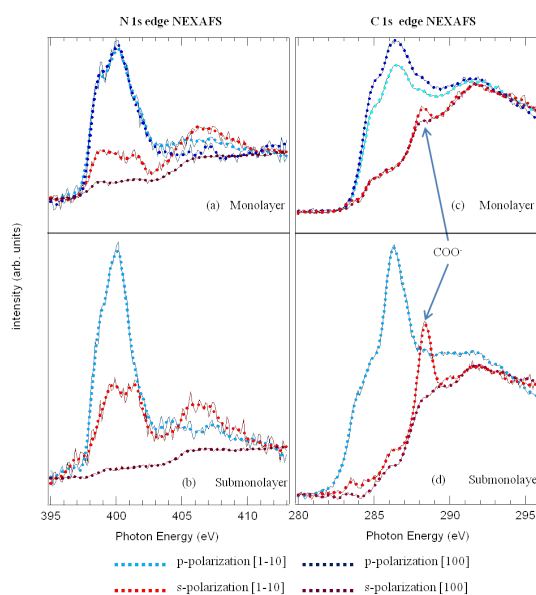 N 1s edge NEXAFS
C 1s edge NEXAFS
intensity (arb. units)
(a) Monolayer
(c) Monolayer
COO-
(b) Submonolayer
(d) Submonolayer
395 400 405 410
280 285 290 295
Photon Energy (eV)
Photon Energy (eV)
p-polarization [1-10]
p-polarization [100]
s-polarization [1-10]
s-polarization [100]